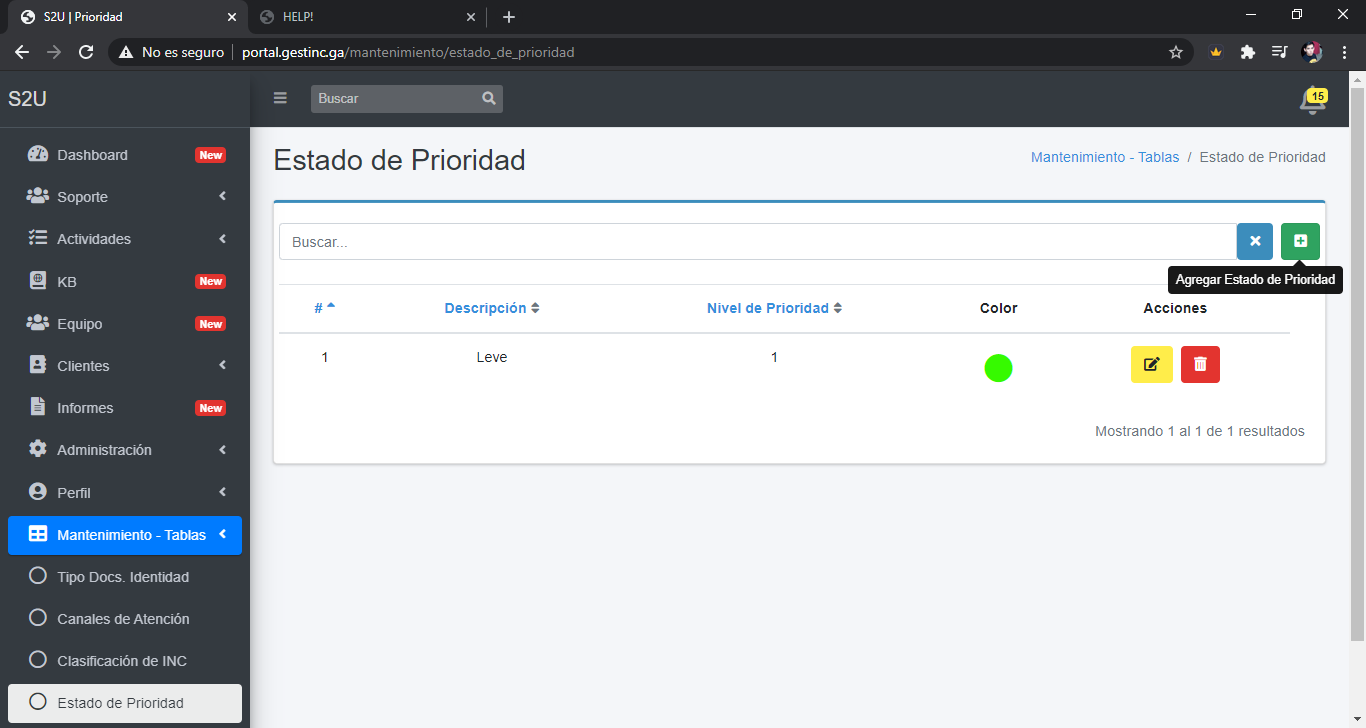 S2U | Prioridad
HELP!
No es seguro
portal.gestinc.ga/mantenimiento/estado_de_prioridad
S2U
Buscar
15
Dashboard New
Soporte
Actividades
KB New
Equipo New
Clientes
Informes New
Administración
Perfil
Mantenimiento - Tablas
Tipo Docs. Identidad
Canales de Atención
Clasificación de INC
Estado de Prioridad
Estado de Prioridad
Mantenimiento - Tablas / Estado de Prioridad
Buscar...
Agregar Estado de Prioridad
# Descripción Nivel de Prioridad Color Acciones
1 Leve 1
Mostrando 1 al 1 de 1 resultados